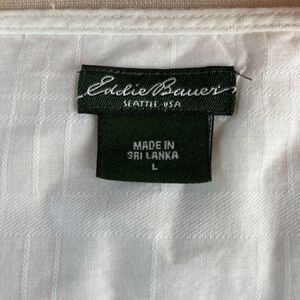 Eddie Bauer
SEATTLE·USA
MADE IN
SRI LANKA
L